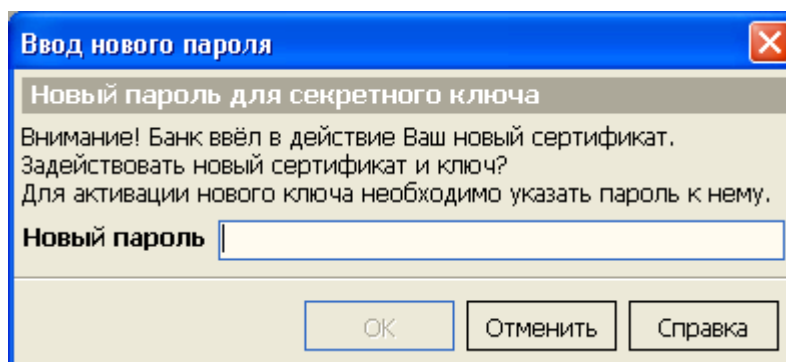 Ввод нового пароля
Новый пароль для секретного ключа
Внимание! Банк ввёл в действие Ваш новый сертификат.
Задействовать новый сертификат и ключ?
Для активации нового ключа необходимо указать пароль к нему.
Новый пароль
ОК Отменить Справка